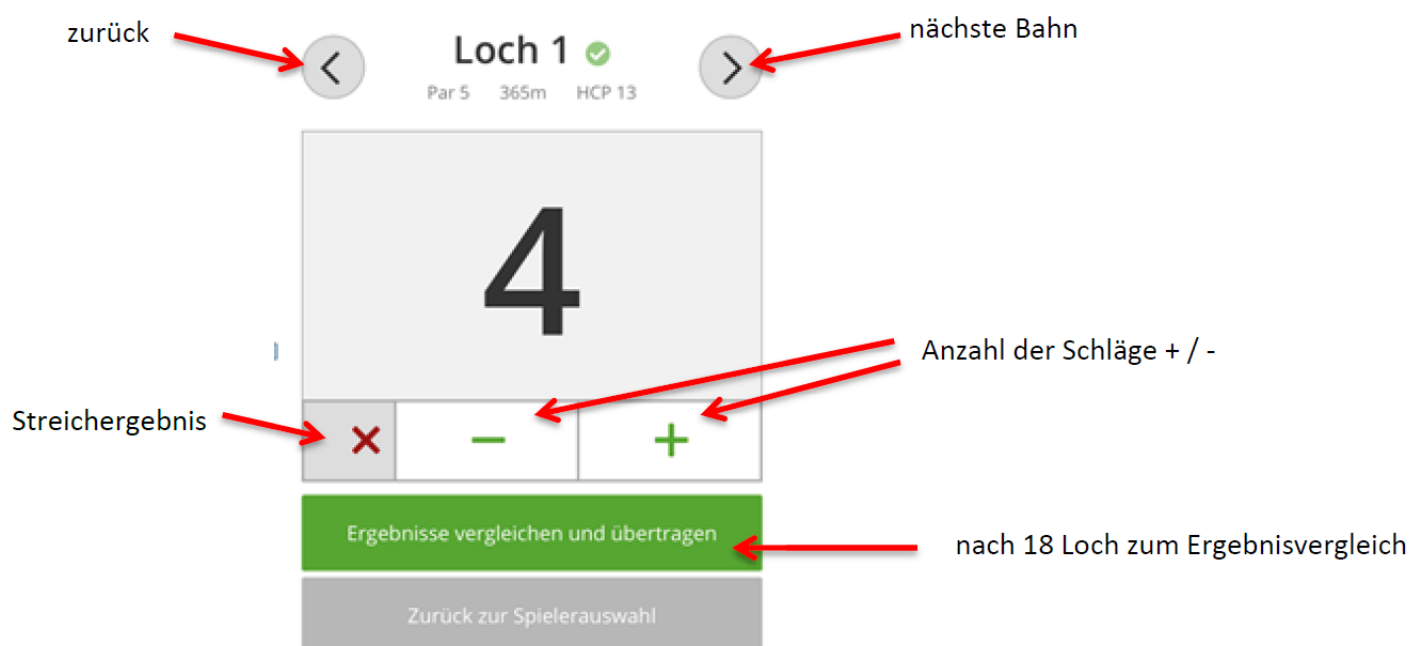 zurück
nächste Bahn
Loch 1
Par 5 365m HCP 13
4
Anzahl der Schläge + / -
Streichergebnis
Ergebnisse vergleichen und übertragen
nach 18 Loch zum Ergebnisvergleich
Zurück zur Spielerauswahl